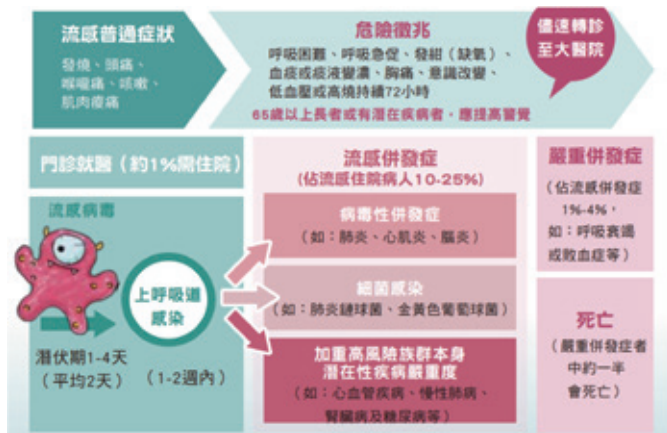 流感普通症狀
發燒、頭痛、
喉嚨痛、咳嗽、
肌肉痠痛
危險徵兆
呼吸困難、呼吸急促、發紺（缺氧）、
血痰或痰液變濃、胸痛、意識改變、
低血壓或高燒持續72小時
65歲以上長者或有潛在疾病者，應提高警覺
儘速轉診
至大醫院
門診就醫（約1%需住院）
流感病毒
上呼吸道
感染
潛伏期1-4天
（平均2天）
（1-2週內）
流感併發症
（佔流感住院病人10-25%）
病毒性併發症
（如：肺炎、心肌炎、腦炎）
細菌感染
（如：肺炎鏈球菌、金黃色葡萄球菌）
加重高風險族群本身
潛在性疾病嚴重度
（如：心血管疾病、慢性肺病、
腎臟病及糖尿病等）
嚴重併發症
（佔流感併發症
1%-4%，
如：呼吸衰竭
或敗血症等）
死亡
（嚴重併發症者
中約一半
會死亡）